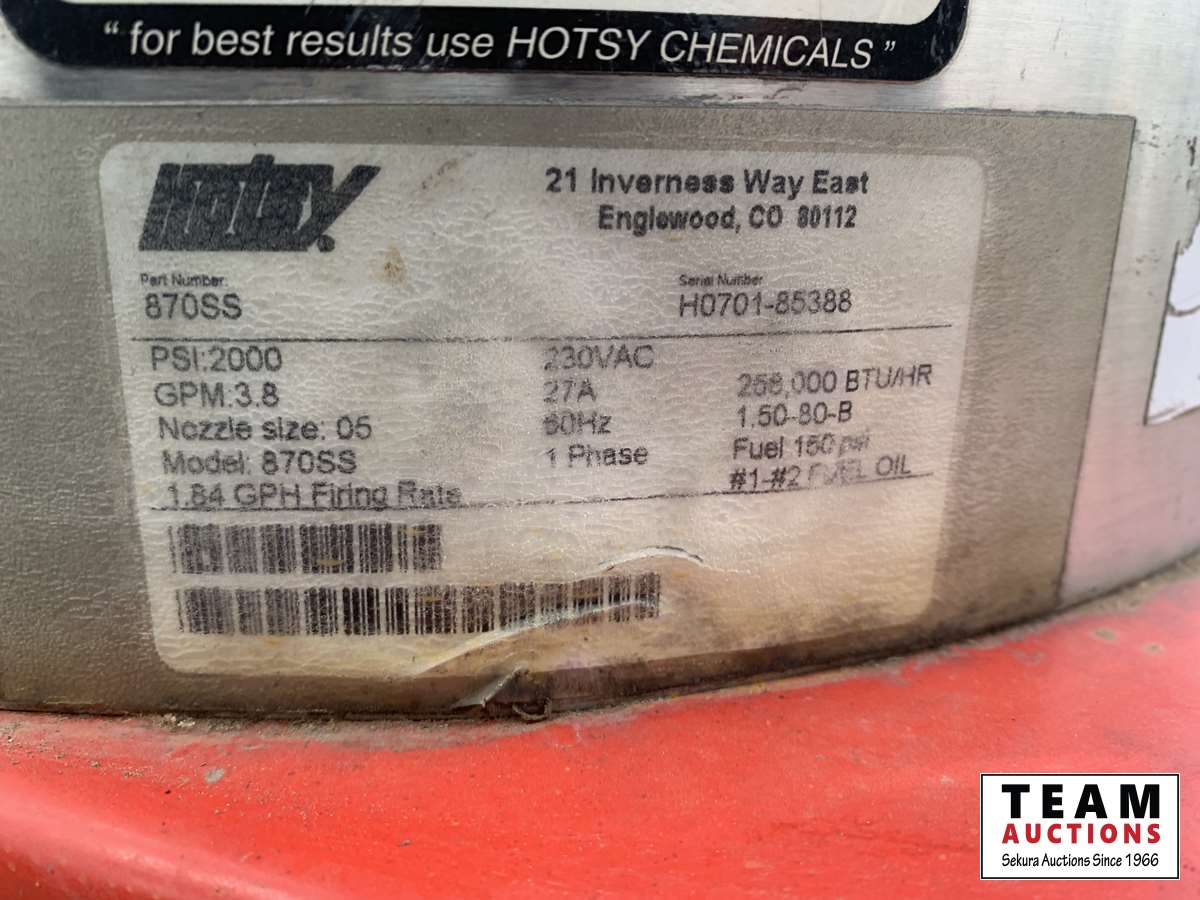 “ for best results use HOTSY CHEMICALS ”
HOTSY
21 Inverness Way East
Englewood, CO 80112
Part Number:
870SS
Serial Number
H0701-85388
PSI:2000
GPM:3.8
Nozzle size: 05
Model: 870SS
1.84 GPH Firing Rate
230VAC
27A
60Hz
1 Phase
BTU/HR
1.50-80-B
Fuel 150 psi
#1-#2 FUEL OIL
TEAM
AUCTIONS
Sekura Auctions Since 1966